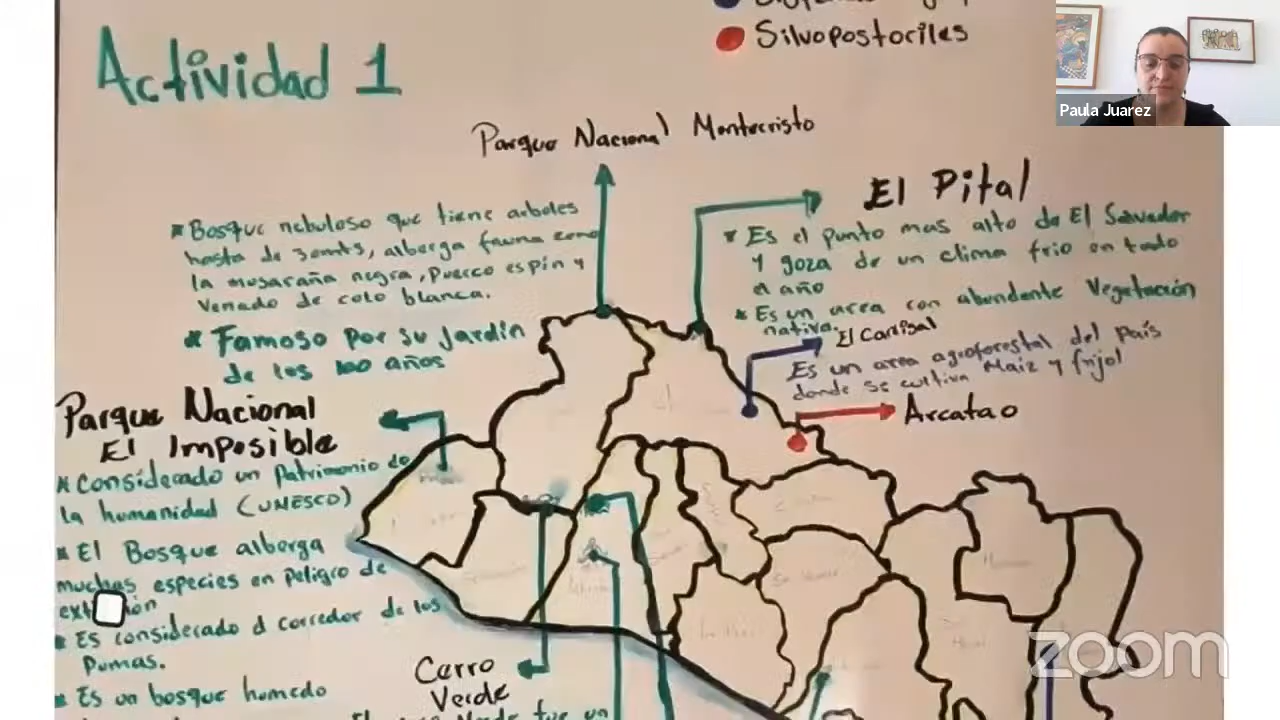 Silvopastoriles
Paula Juarez
Actividad 1
Parque Nacional Montecristo
El Pital
* Bosque nebuloso que tiene arboles
hasta de 30mts, alberga fauna como
la musaraña negra, puerco espin y
Venado de cola blanca.
* Famoso por su jardin
de los 100 años
* Es el punto mas alto de El Salvador
y goza de un clima frio en todo
el año
* Es un area con abundante Vegetación
nativa.
El Carrisal
Es un area agroforestal del país
donde se cultiva Maiz y frijol
Arcatao
Parque Nacional
El Imposible
* Considerado un Patrimonio de
la humanidad (UNESCO)
* El Bosque alberga
muchas especies en peligro de
* Es considerado el corredor de los
Pumas.
* Es un bosque humedo
Cerro
Verde
fue un
zoom